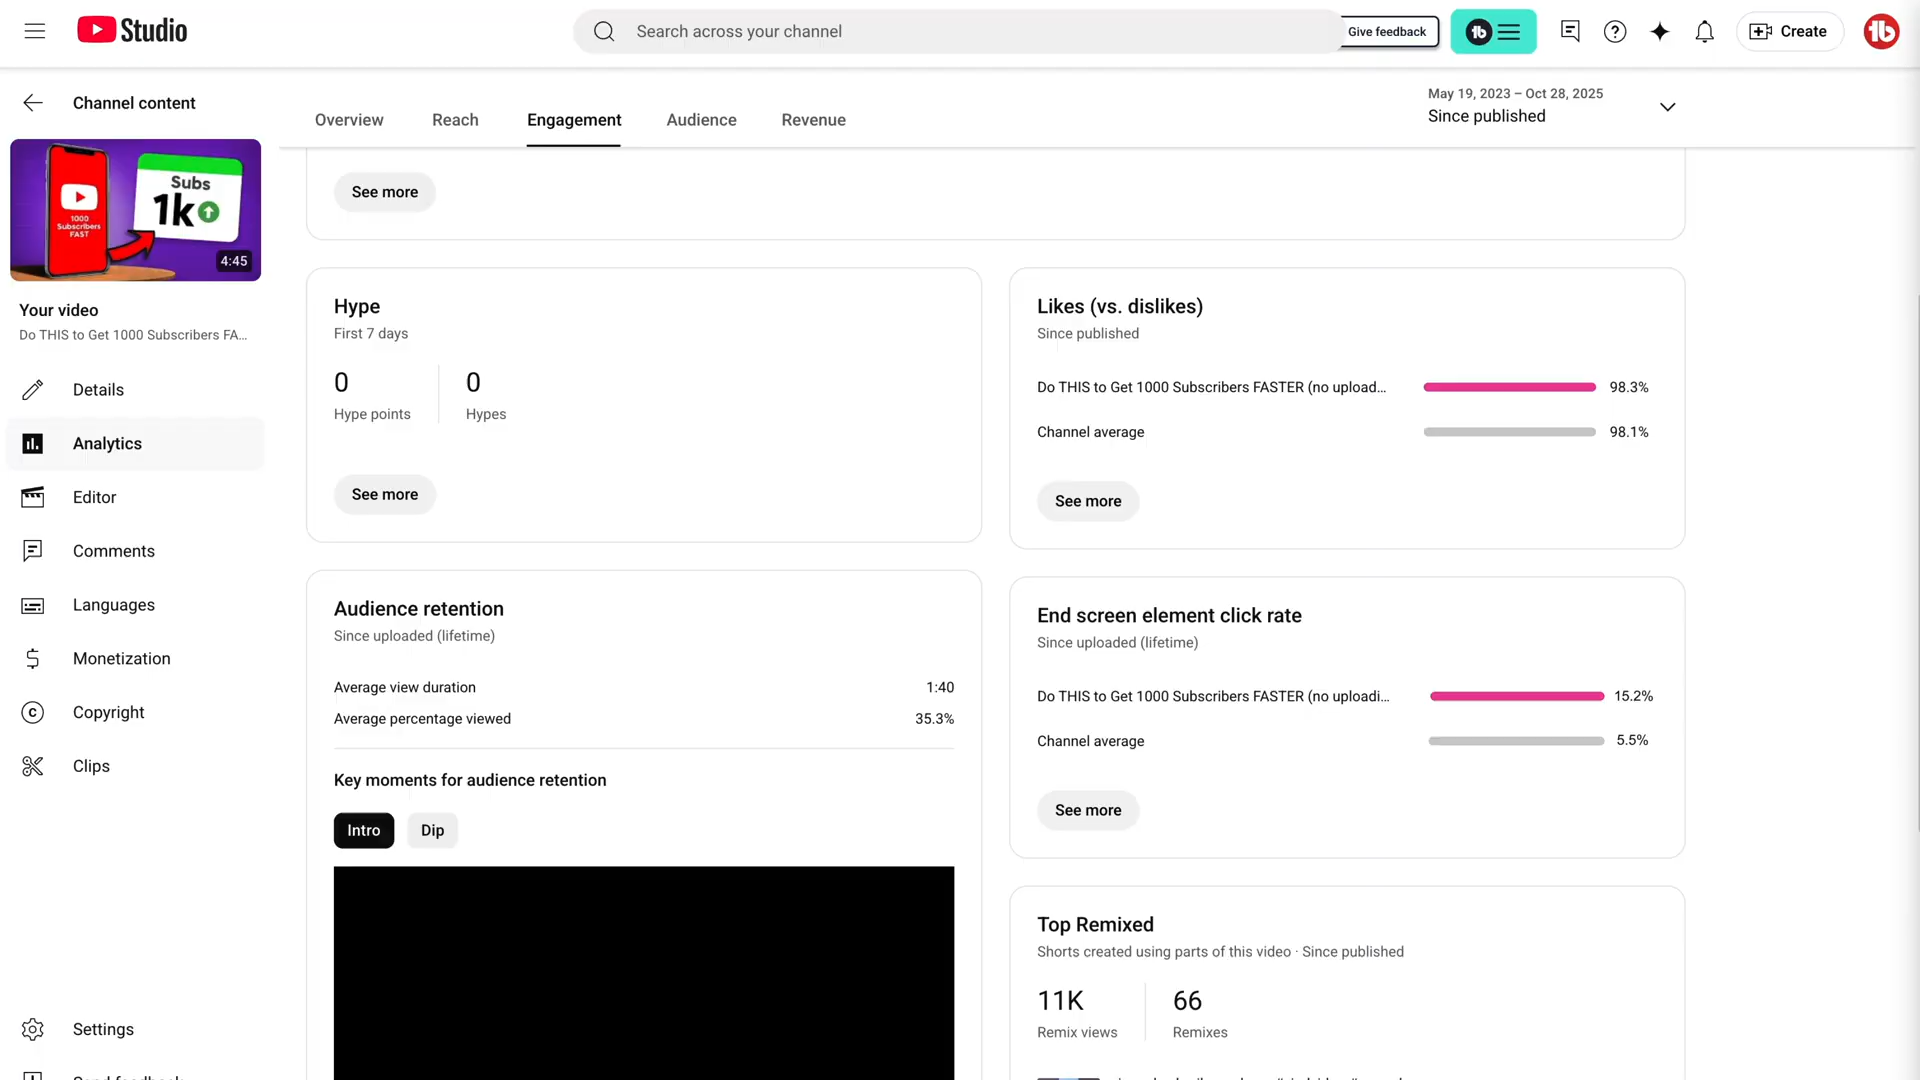 Studio
Search across your channel
Give feedback
Create
Channel content
Overview
Reach
Engagement
Audience
Revenue
May 19, 2023 – Oct 28, 2025
Since published
1000
Subscribers
FAST
Subs
1k
4:45
Your video
Do THIS to Get 1000 Subscribers FA...
Details
Analytics
Editor
Comments
Languages
Monetization
Copyright
Clips
Settings
Send feedback
See more
Hype
First 7 days
0
Hype points
0
Hypes
See more
Likes (vs. dislikes)
Since published
Do THIS to Get 1000 Subscribers FASTER (no upload... 98.3%
Channel average 98.1%
See more
Audience retention
Since uploaded (lifetime)
Average view duration 1:40
Average percentage viewed 35.3%
Key moments for audience retention
Intro
Dip
End screen element click rate
Since uploaded (lifetime)
Do THIS to Get 1000 Subscribers FASTER (no uploadi... 15.2%
Channel average 5.5%
See more
Top Remixed
Shorts created using parts of this video · Since published
11K
Remix views
66
Remixes